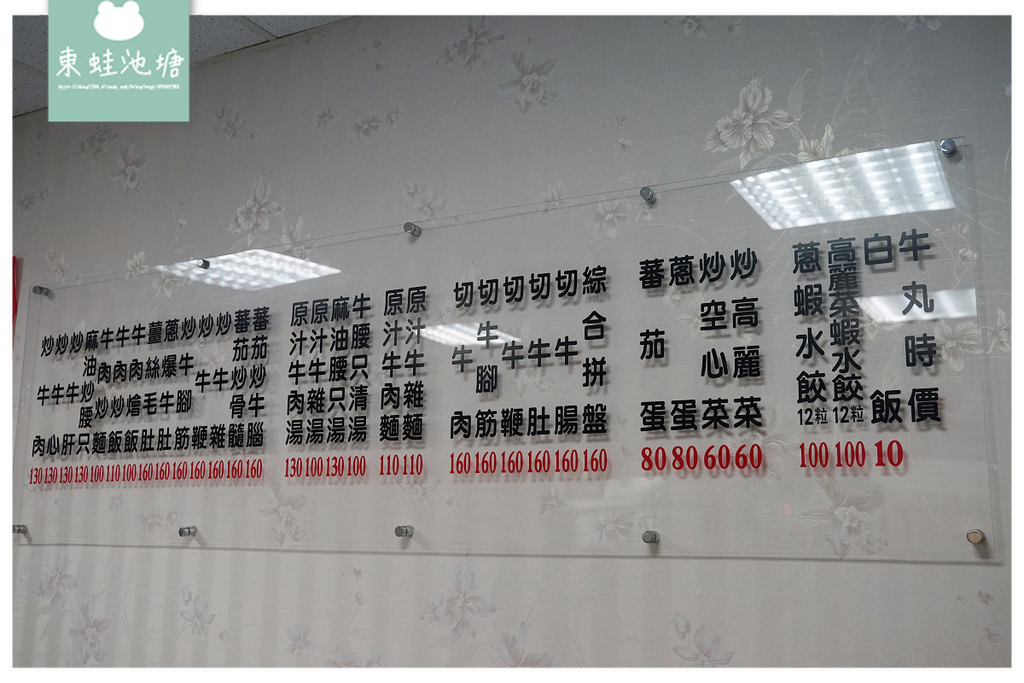 東蛙池塘
炒牛肉 130
炒牛心 130
炒牛肝 130
麻油炒腰只 130
牛肉炒麵 100
牛肉炒飯 110
牛肉燴飯 100
薑絲毛肚 160
蔥爆牛肚 160
炒牛腳筋 160
炒牛鞭 160
炒牛雜 160
蕃茄炒骨髓 160
蕃茄炒牛腦 160
原汁牛肉湯 130
原汁牛雜湯 100
麻油腰只湯 130
牛腰只清湯 100
原汁牛肉麵 110
原汁牛雜麵 110
切牛肉 160
切牛腳筋 160
切牛鞭 160
切牛肚 160
切牛腸 160
綜合拼盤 160
蕃茄蛋 80
蔥蛋 80
炒空心菜 60
炒高麗菜 60
蔥蝦水餃12粒 100
高麗菜蝦水餃12粒 100
白飯 10
牛丸時價